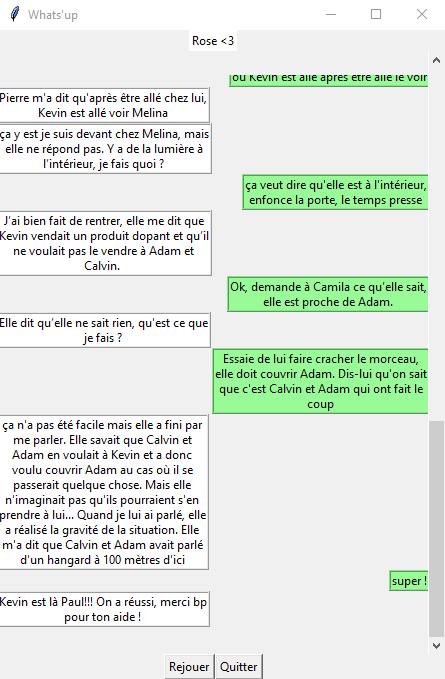 Whats'up
Rose <3
où Kevin est allé après être allé le voir
Pierre m'a dit qu'après être allé chez lui,
Kevin est allé voir Melina
ça y est je suis devant chez Melina, mais
elle ne répond pas. Y a de la lumière à
l'intérieur, je fais quoi ?
ça veut dire qu'elle est à l'intérieur,
enfonce la porte, le temps presse
J'ai bien fait de rentrer, elle me dit que
Kevin vendait un produit dopant et qu'il
ne voulait pas le vendre à Adam et
Calvin.
Ok, demande à Camila ce qu'elle sait,
elle est proche de Adam.
Elle dit qu'elle ne sait rien, qu'est ce que
je fais ?
Essaie de lui faire cracher le morceau,
elle doit couvrir Adam. Dis-lui qu'on sait
que c'est Calvin et Adam qui ont fait le
coup
ça n'a pas été facile mais elle a fini par
me parler. Elle savait que Calvin et
Adam en voulait à Kevin et a donc
voulu couvrir Adam au cas où il se
passerait quelque chose. Mais elle
n'imaginait pas qu'ils pourraient s'en
prendre à lui... Quand je lui ai parlé, elle
a réalisé la gravité de la situation. Elle
m'a dit que Calvin et Adam avait parlé
d'un hangard à 100 mètres d'ici
super !
Kevin est là Paul!!! On a réussi, merci bp
pour ton aide !
Rejouer Quitter